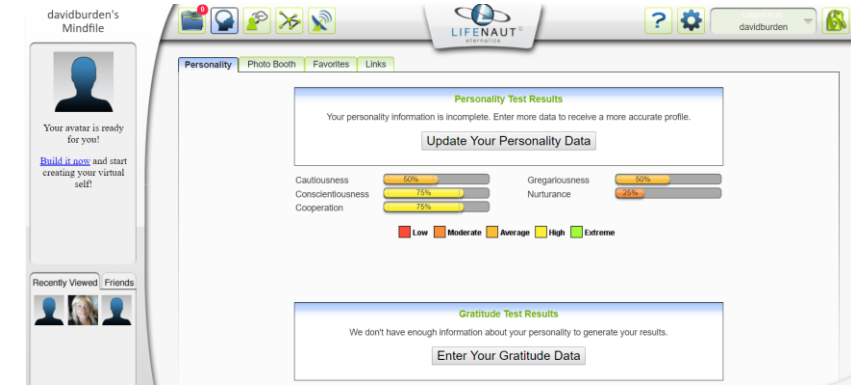 davidburden's
Mindfile
0
LIFENAUT®
eternalize
?
davidburden
Your avatar is ready
for you!
Build it now and start
creating your virtual
self!
Recently Viewed Friends
Personality Photo Booth Favorites Links
Personality Test Results
Your personality information is incomplete. Enter more data to receive a more accurate profile.
Update Your Personality Data
Cautiousness 50% Gregariousness 50%
Conscientiousness 75% Nurturance 25%
Cooperation 75%
Low Moderate Average High Extreme
Gratitude Test Results
We don't have enough information about your personality to generate your results.
Enter Your Gratitude Data